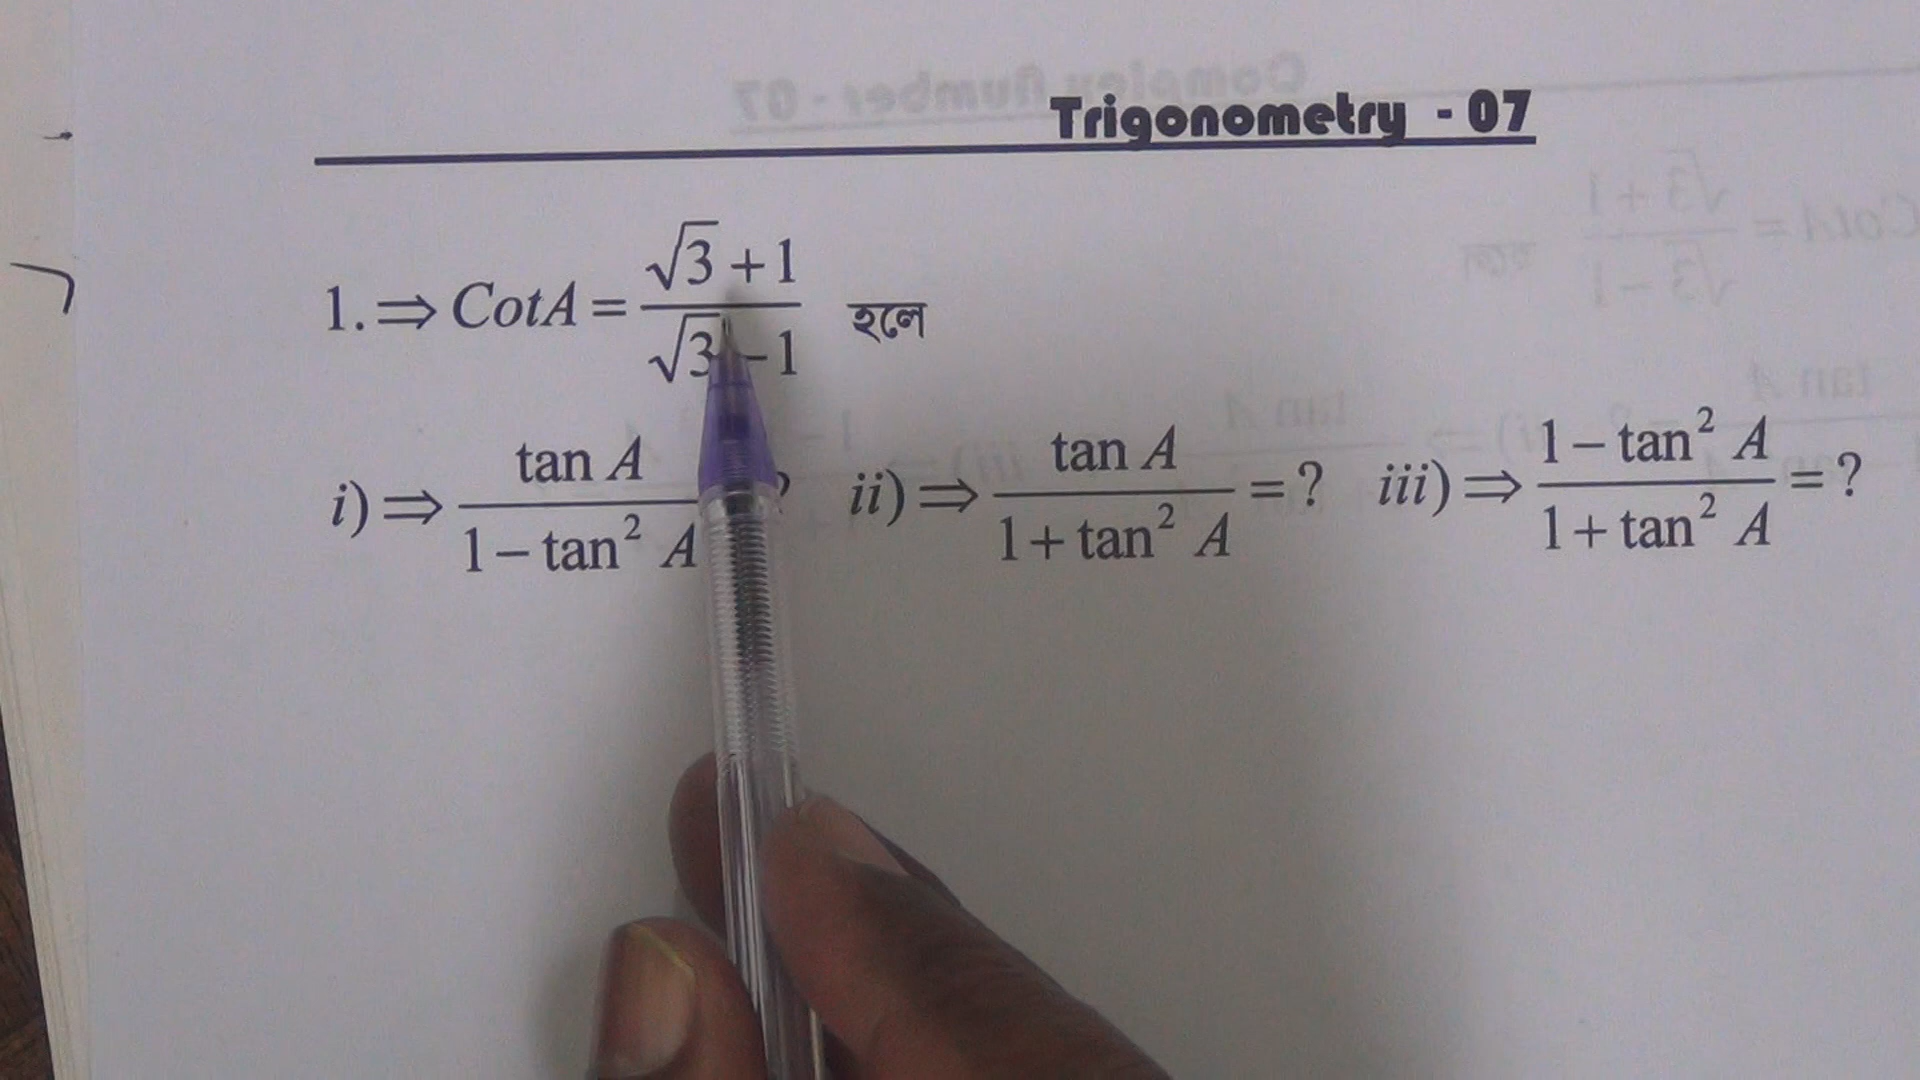 Trigonometry - 07
1. ⇒ CotA = (√3 + 1)/(√3 - 1) হলে
i) ⇒ tan A/(1 - tan² A) ? ii) ⇒ tan A/(1 + tan² A) = ? iii) ⇒ (1 - tan² A)/(1 + tan² A) = ?